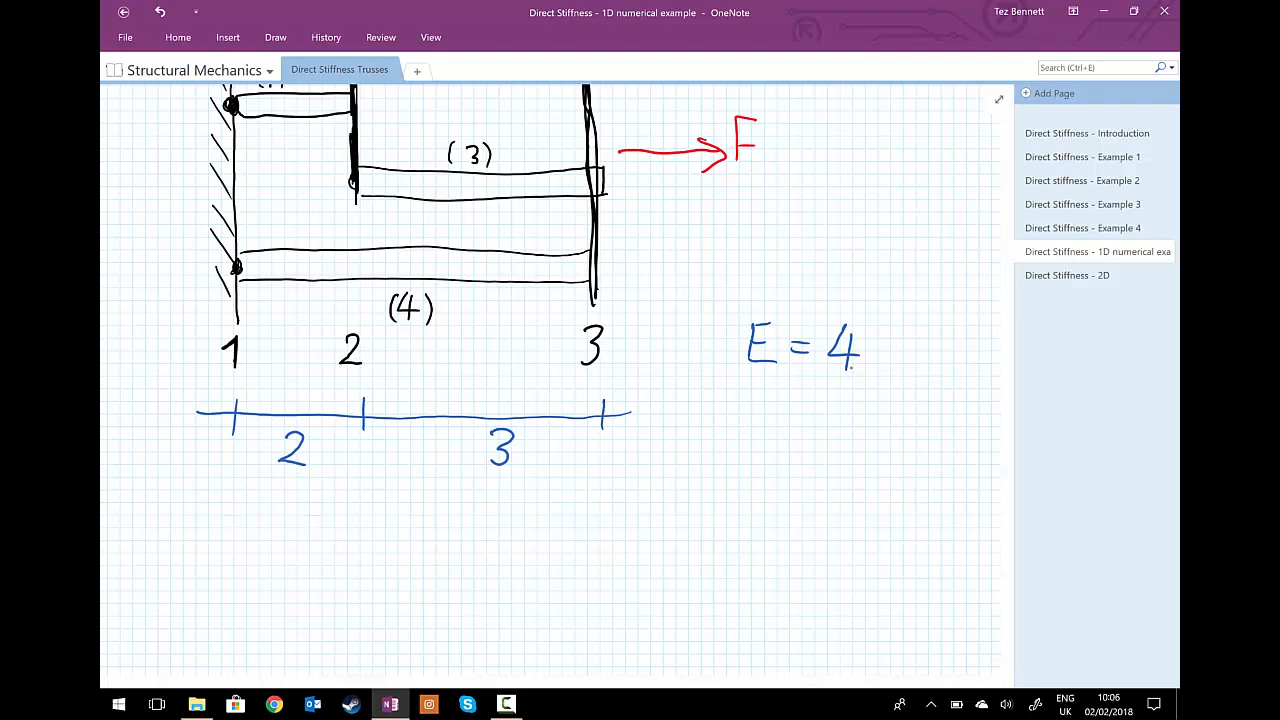 Direct Stiffness - 1D numerical example - OneNote
Tez Bennett
File Home Insert Draw History Review View
Structural Mechanics
Direct Stiffness Trusses
Search (Ctrl+E)
Add Page
Direct Stiffness - Introduction
Direct Stiffness - Example 1
Direct Stiffness - Example 2
Direct Stiffness - Example 3
Direct Stiffness - Example 4
Direct Stiffness - 1D numerical exa
Direct Stiffness - 2D
F
(3)
(4)
1 2 3
E = 4
2 3
ENG
UK
10:06
02/02/2018